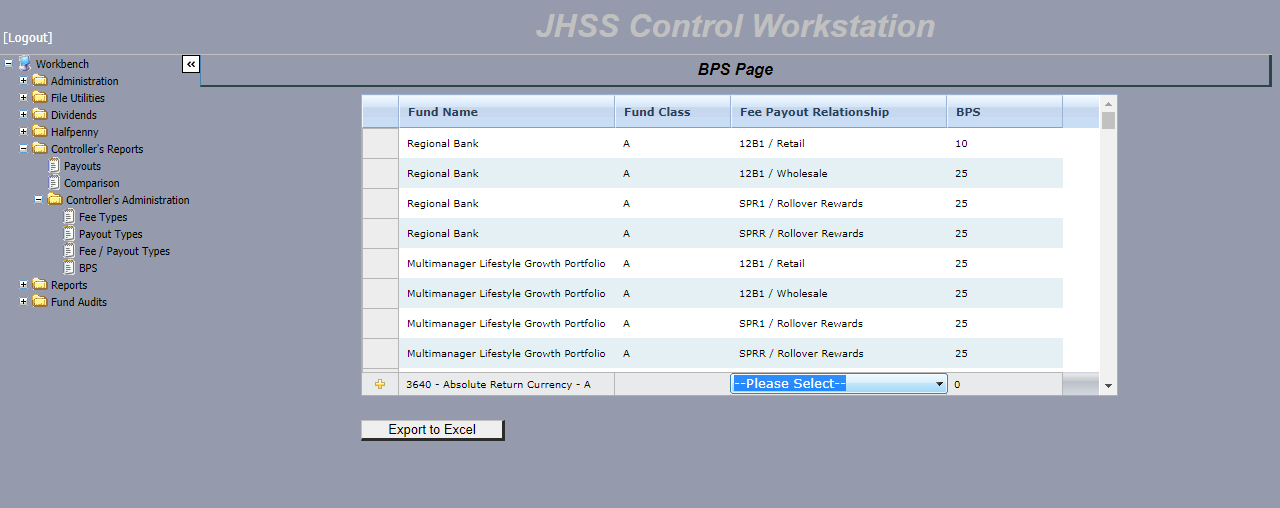 JHSS Control Workstation
[Logout]
Workbench
Administration
File Utilities
Dividends
Halfpenny
Controller's Reports
Payouts
Comparison
Controller's Administration
Fee Types
Payout Types
Fee / Payout Types
BPS
Reports
Fund Audits
«
BPS Page
Fund Name Fund Class Fee Payout Relationship BPS
Regional Bank A 12B1 / Retail 10
Regional Bank A 12B1 / Wholesale 25
Regional Bank A SPR1 / Rollover Rewards 25
Regional Bank A SPRR / Rollover Rewards 25
Multimanager Lifestyle Growth Portfolio A 12B1 / Retail 25
Multimanager Lifestyle Growth Portfolio A 12B1 / Wholesale 25
Multimanager Lifestyle Growth Portfolio A SPR1 / Rollover Rewards 25
Multimanager Lifestyle Growth Portfolio A SPRR / Rollover Rewards 25
3640 - Absolute Return Currency - A --Please Select-- 0
Export to Excel